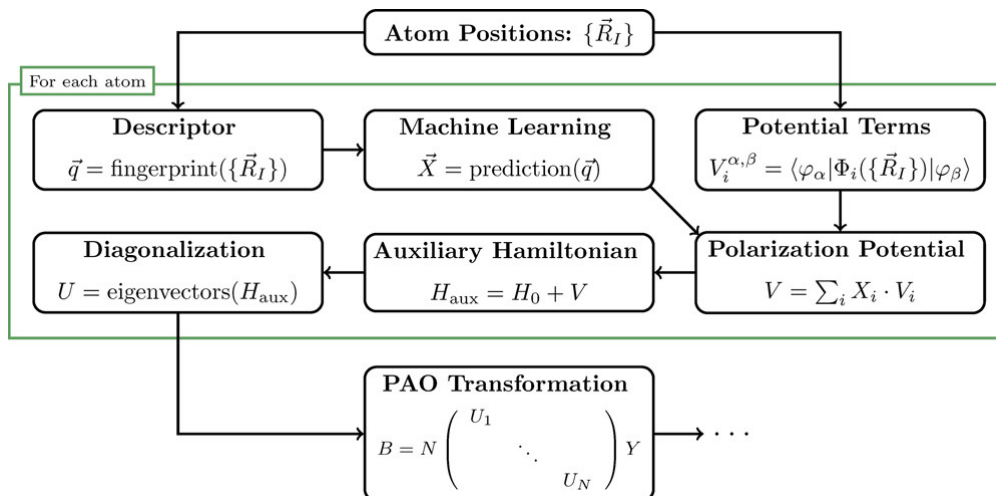 Atom Positions: {R⃗_I}
For each atom
Descriptor
q⃗ = fingerprint({R⃗_I})
Machine Learning
X⃗ = prediction(q⃗)
Potential Terms
V_i^{α,β} = ⟨φ_α|Φ_i({R⃗_I})|φ_β⟩
Diagonalization
U = eigenvectors(H_aux)
Auxiliary Hamiltonian
H_aux = H_0 + V
Polarization Potential
V = ∑_i X_i · V_i
PAO Transformation
U_1
B = N ( ⋱ ) Y
U_N
· · ·